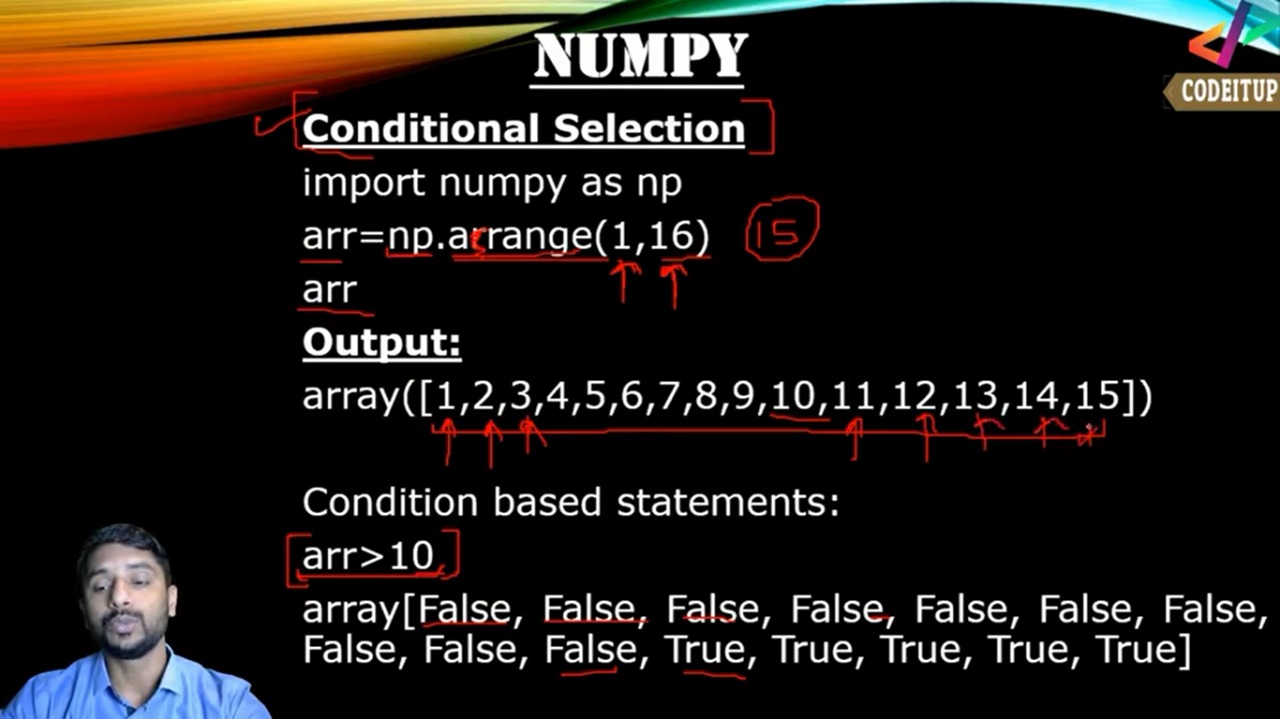 NUMPY
CODEITUP
Conditional Selection
import numpy as np
arr=np.arrange(1,16) 15
arr
Output:
array([1,2,3,4,5,6,7,8,9,10,11,12,13,14,15])
Condition based statements:
arr>10
array[False, False, False, False, False, False, False,
False, False, False, True, True, True, True, True]